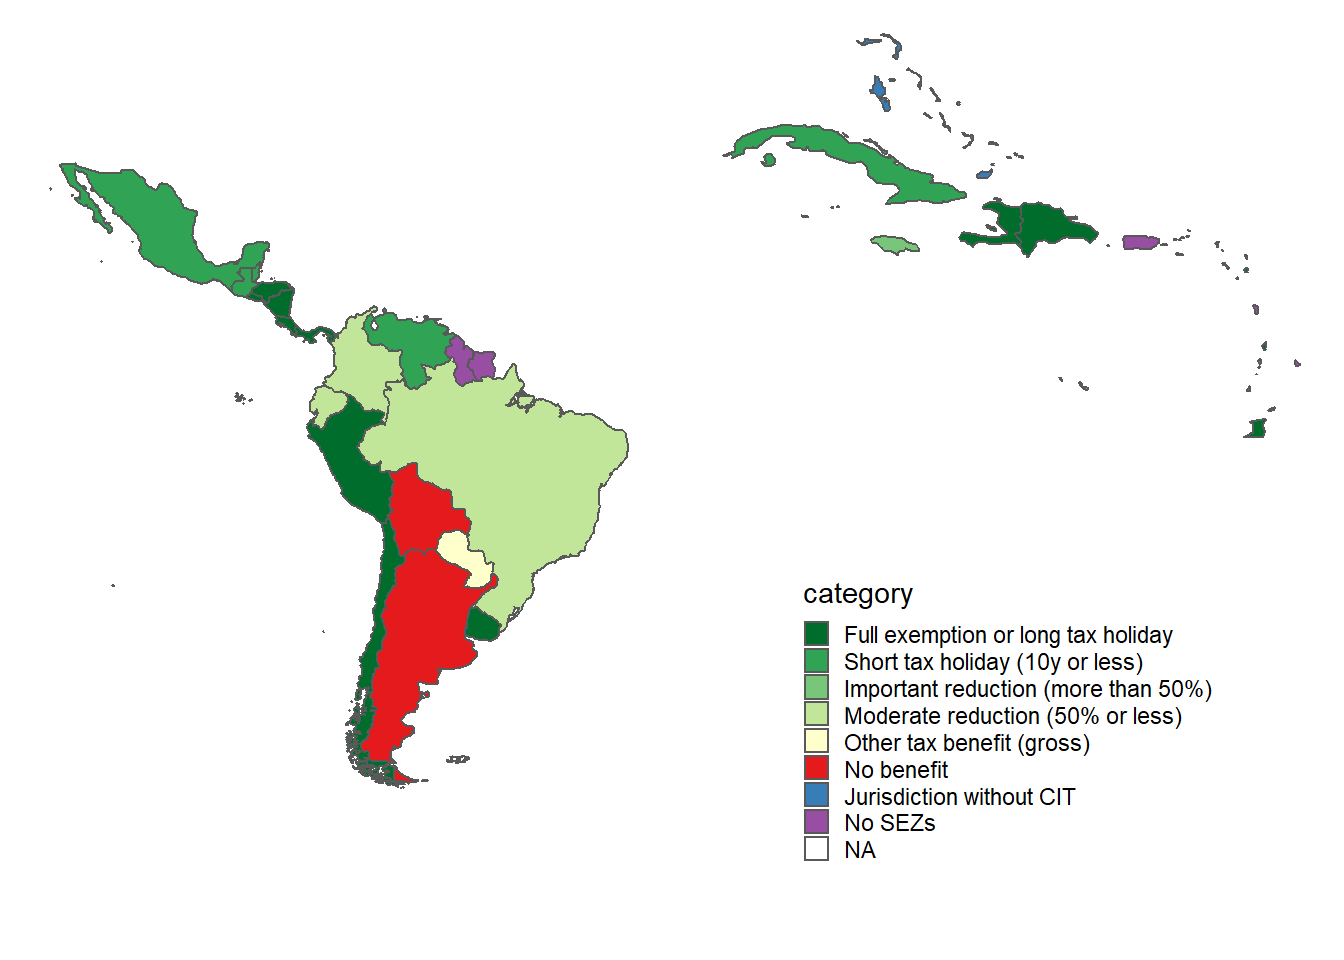 category
Full exemption or long tax holiday
Short tax holiday (10y or less)
Important reduction (more than 50%)
Moderate reduction (50% or less)
Other tax benefit (gross)
No benefit
Jurisdiction without CIT
No SEZs
NA